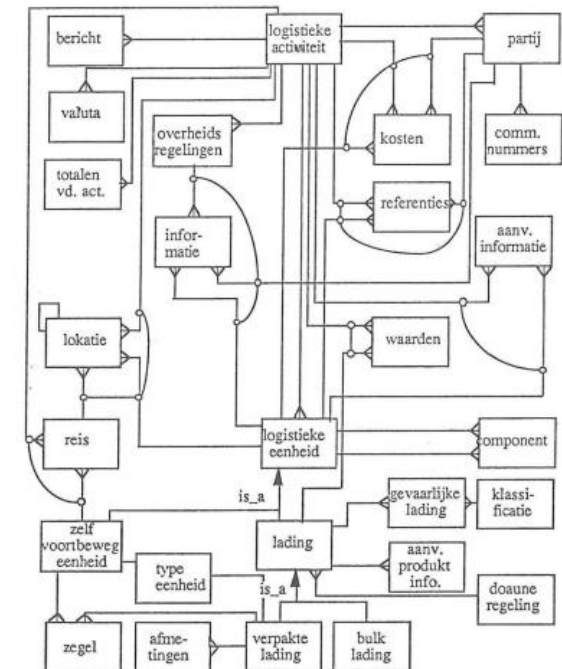 bericht
logistieke
activiteit
partij
valuta
overheids
regelingen
kosten
comm.
nummers
totalen
vd. act.
referenties
infor-
matie
aanv.
informatie
lokatie
waarden
reis
logistieke
eenheid
component
is_a
gevaarlijke
lading
klassi-
ficatie
zelf
voortbeweg
eenheid
lading
type
eenheid
aanv.
produkt
info.
is_a
doaune
regeling
zegel
afme-
tingen
verpakte
lading
bulk
lading